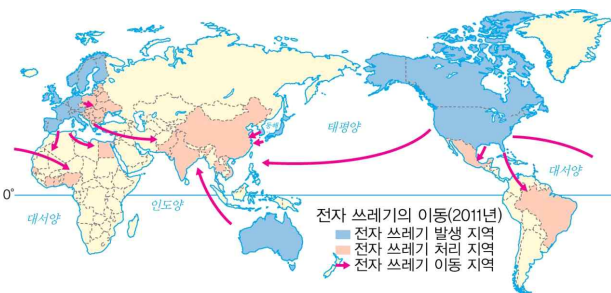 동해
태평양
대서양
0°
대서양
인도양
전자 쓰레기의 이동(2011년)
전자 쓰레기 발생 지역
전자 쓰레기 처리 지역
전자 쓰레기 이동 지역